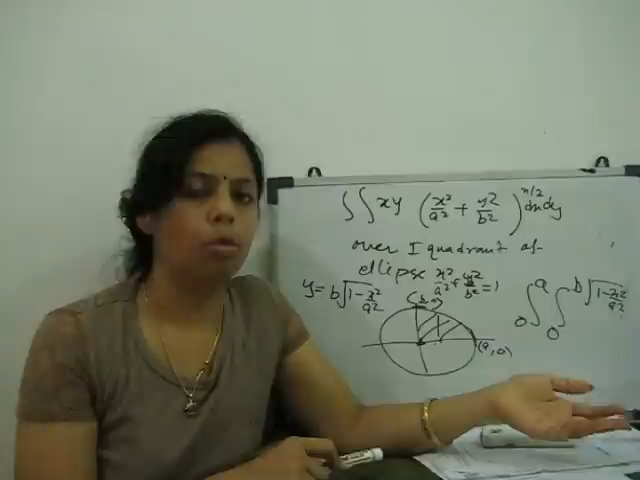 ∫∫ xy (x²/a² + y²/b²)^(n/2) dxdy
over I quadrant of
ellipse x²/a² + y²/b² = 1
y = b√(1-x²/a²)
(a, 0)
∫₀^a ∫₀^(b√(1-x²/a²))